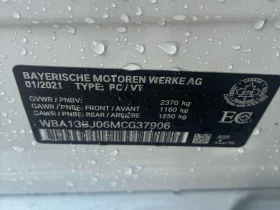 BAYERISCHE MOTOREN WERKE AG
01/2021 TYPE: PC / VT
GVWR / PNBV: 2370 kg
GAWR / PNBE: FRONT / AVANT 1160 kg
GAWR / PNBE: REAR / ARIERE 1250 kg
WBA13BJ06MCG37906
EC